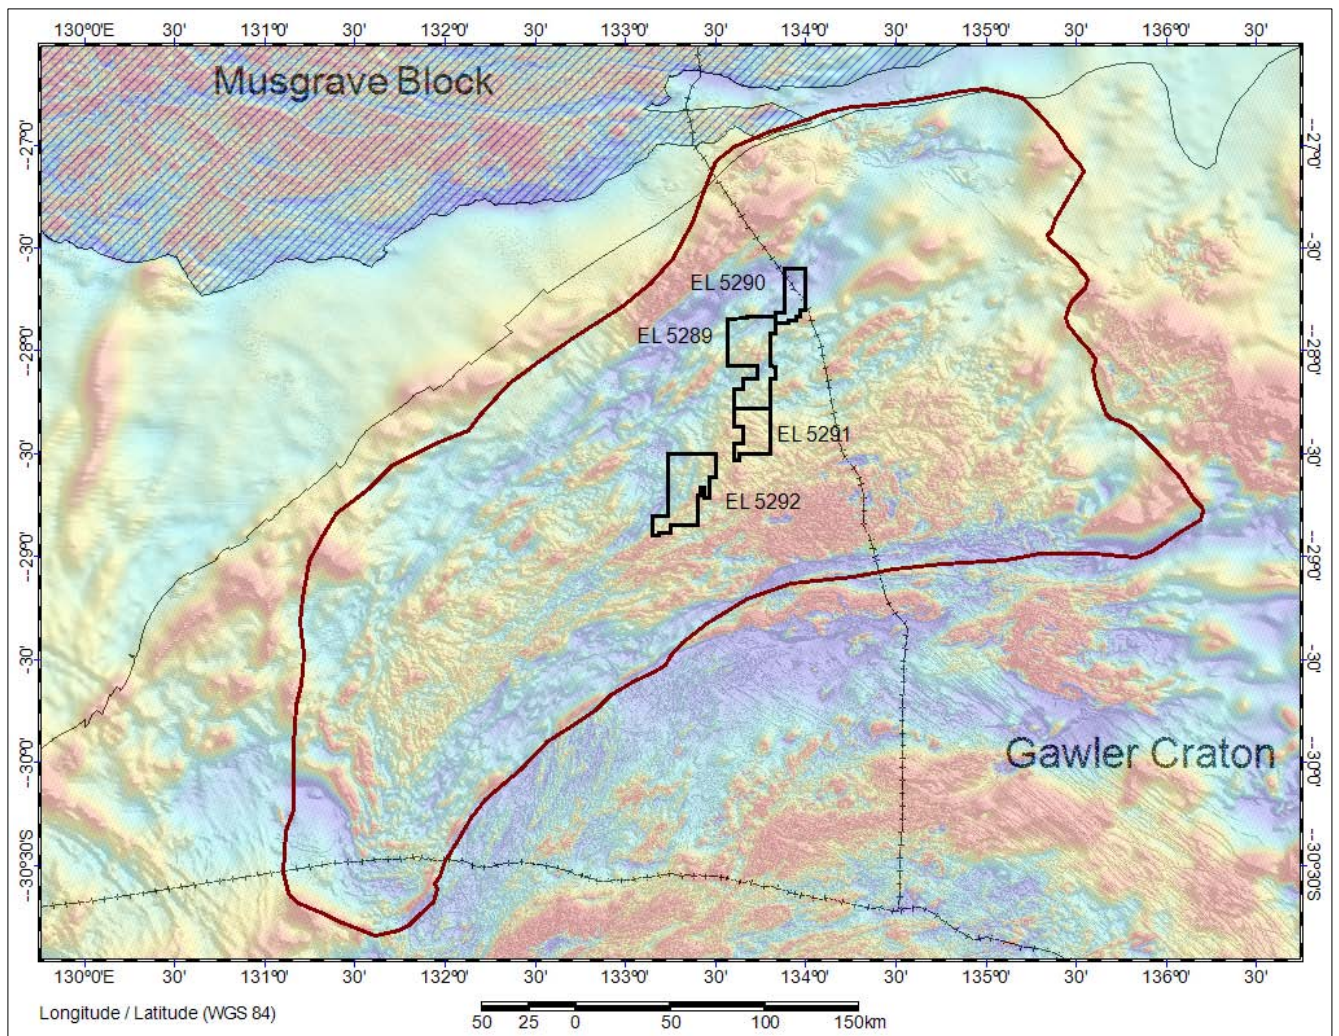 130°0'E 30' 131°0' 30' 132°0' 30' 133°0' 30' 134°0' 30' 135°0' 30' 136°0' 30'
Musgrave Block
--27°0' --27°0'
-30' -30'
EL 5290
EL 5289
--28°0' --28°0'
EL 5291
-30' -30'
EL 5292
--29°0' --29°0'
-30' -30'
Gawler Craton
--30°0' --30°0'
--30°30'S --30°30'S
130°0'E 30' 131°0' 30' 132°0' 30' 133°0' 30' 134°0' 30' 135°0' 30' 136°0' 30'
Longitude / Latitude (WGS 84)
50 25 0 50 100 150km